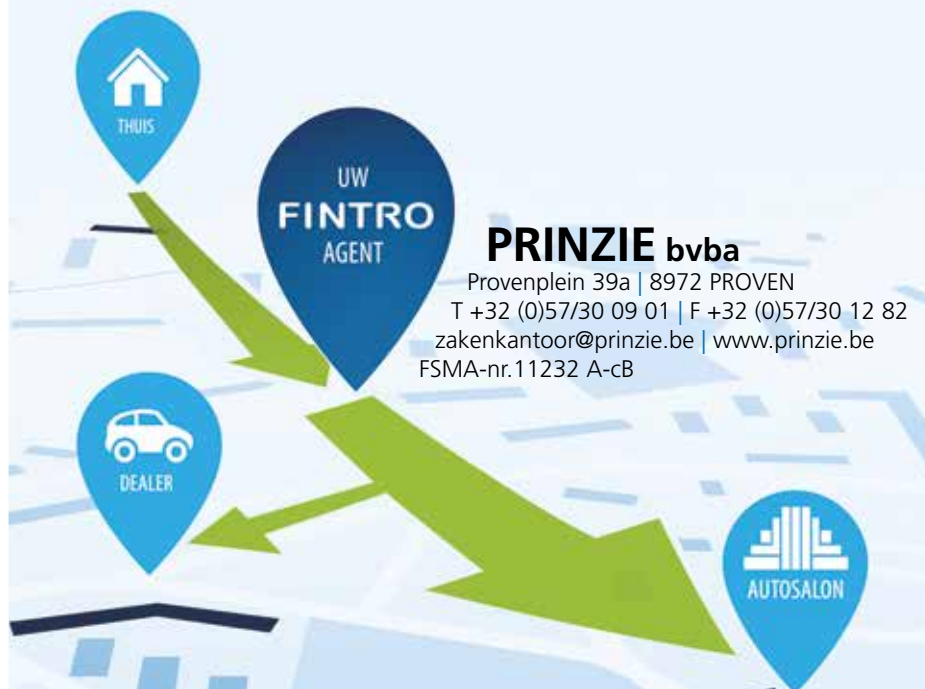 THUIS
UW
FINTRO
AGENT
PRINZIE bvba
Provenplein 39a | 8972 PROVEN
T +32 (0)57/30 09 01 | F +32 (0)57/30 12 82
zakenkantoor@prinzie.be | www.prinzie.be
FSMA-nr.11232 A-cB
DEALER
AUTOSALON